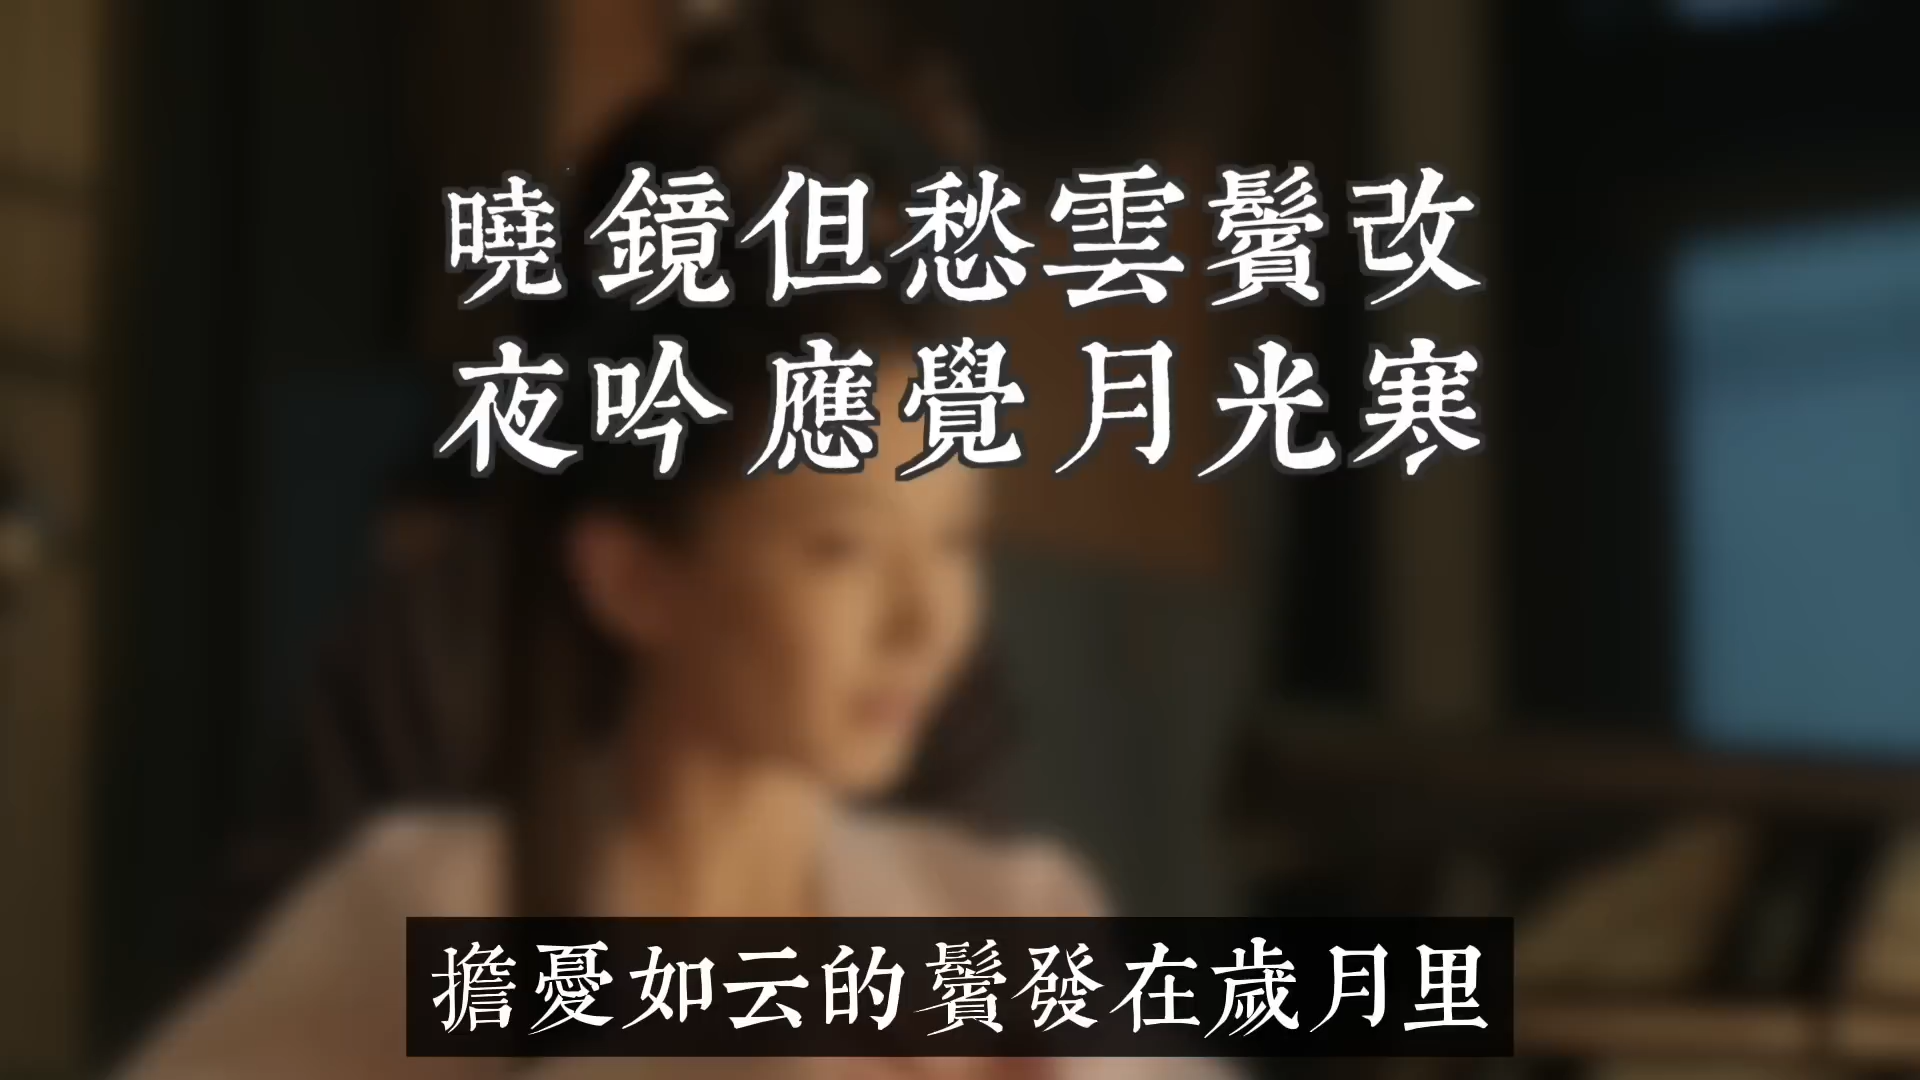 曉鏡但愁雲鬢改
夜吟應覺月光寒
擔憂如云的鬢發在歲月里